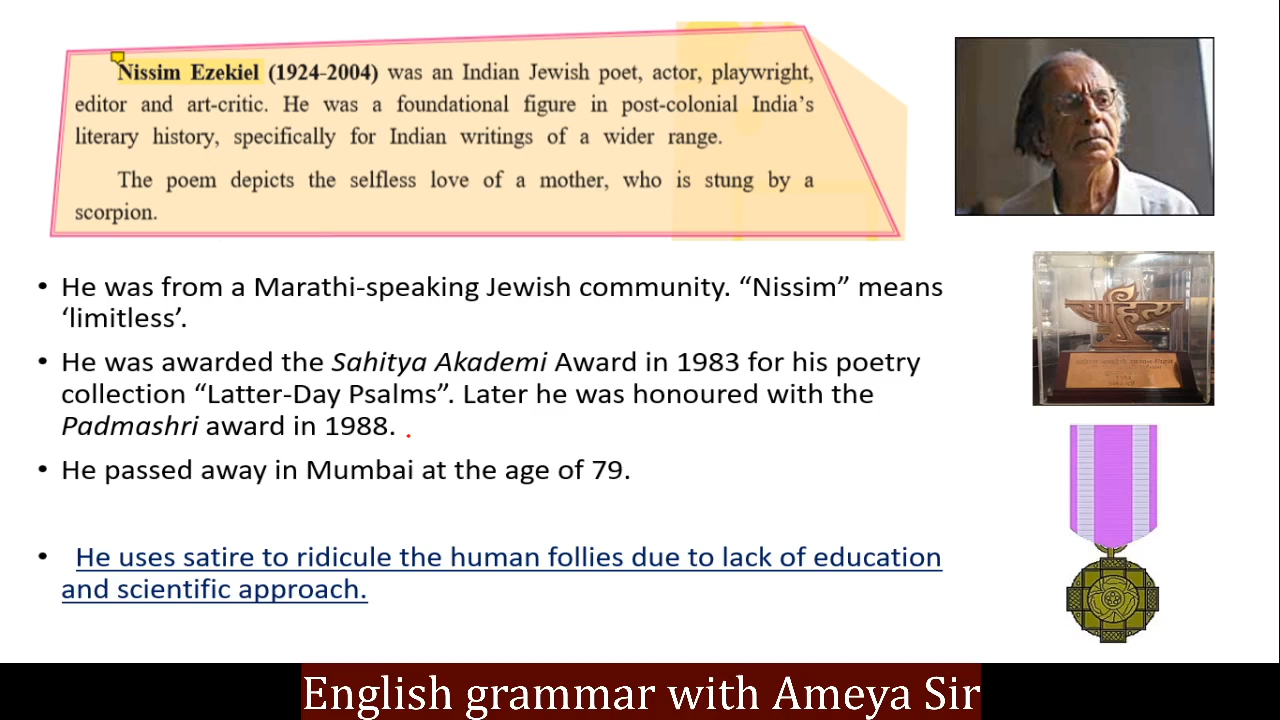 Nissim Ezekiel (1924-2004) was an Indian Jewish poet, actor, playwright,
editor and art-critic. He was a foundational figure in post-colonial India's
literary history, specifically for Indian writings of a wider range.
The poem depicts the selfless love of a mother, who is stung by a
scorpion.
• He was from a Marathi-speaking Jewish community. “Nissim” means
‘limitless’.
• He was awarded the Sahitya Akademi Award in 1983 for his poetry
collection “Latter-Day Psalms”. Later he was honoured with the
Padmashri award in 1988.
• He passed away in Mumbai at the age of 79.
• He uses satire to ridicule the human follies due to lack of education
and scientific approach.
साहित्य
English grammar with Ameya Sir